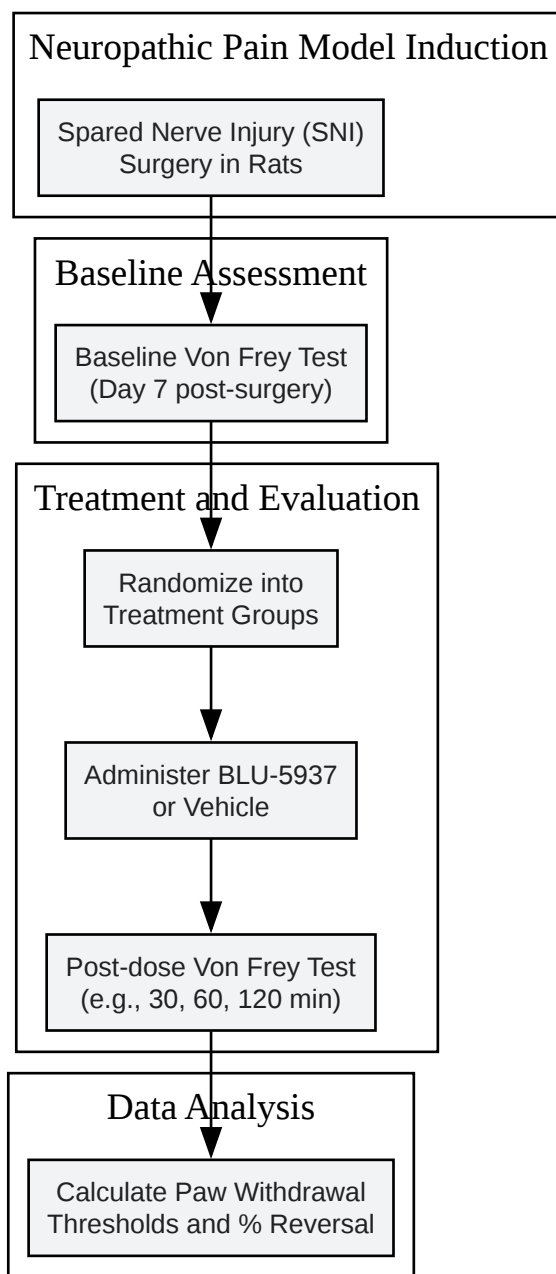 Neuropathic Pain Model Induction
Spared Nerve Injury (SNI)
Surgery in Rats
Baseline Assessment
Baseline Von Frey Test
(Day 7 post-surgery)
Treatment and Evaluation
Randomize into
Treatment Groups
Administer BLU-5937
or Vehicle
Post-dose Von Frey Test
(e.g., 30, 60, 120 min)
Data Analysis
Calculate Paw Withdrawal
Thresholds and % Reversal